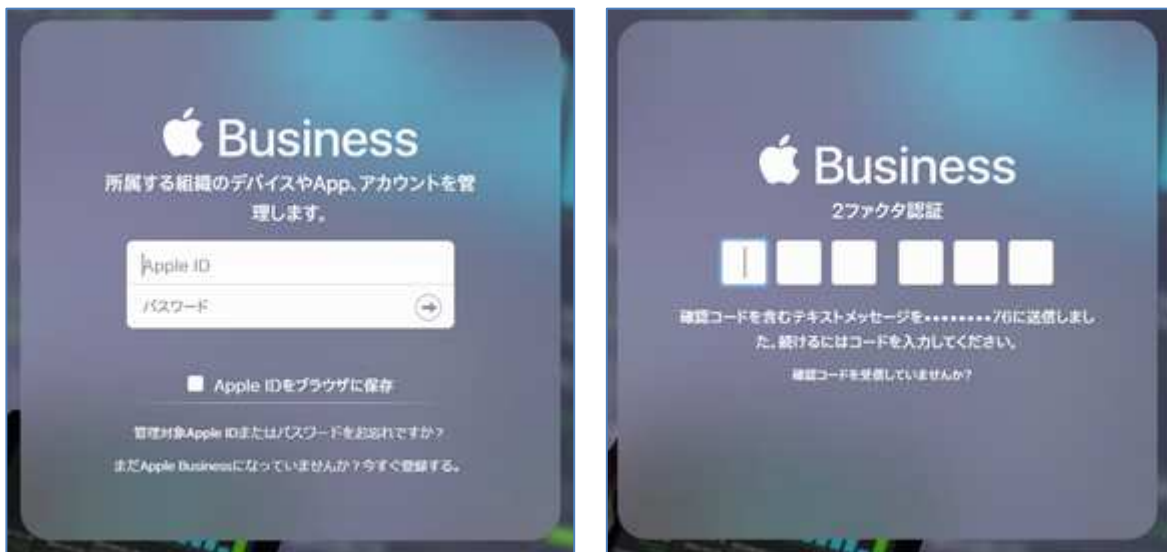 Business
所属する組織のデバイスやApp、アカウントを管
理します。
Apple ID
パスワード
Apple IDをブラウザに保存
管理対象Apple IDまたはパスワードをお忘れですか?
まだApple Businessになっていませんか?今すぐ登録する。
Business
2ファクタ認証
確認コードを含むテキストメッセージを••••••••76に送信しまし
た。続けるにはコードを入力してください。
確認コードを受信していませんか?